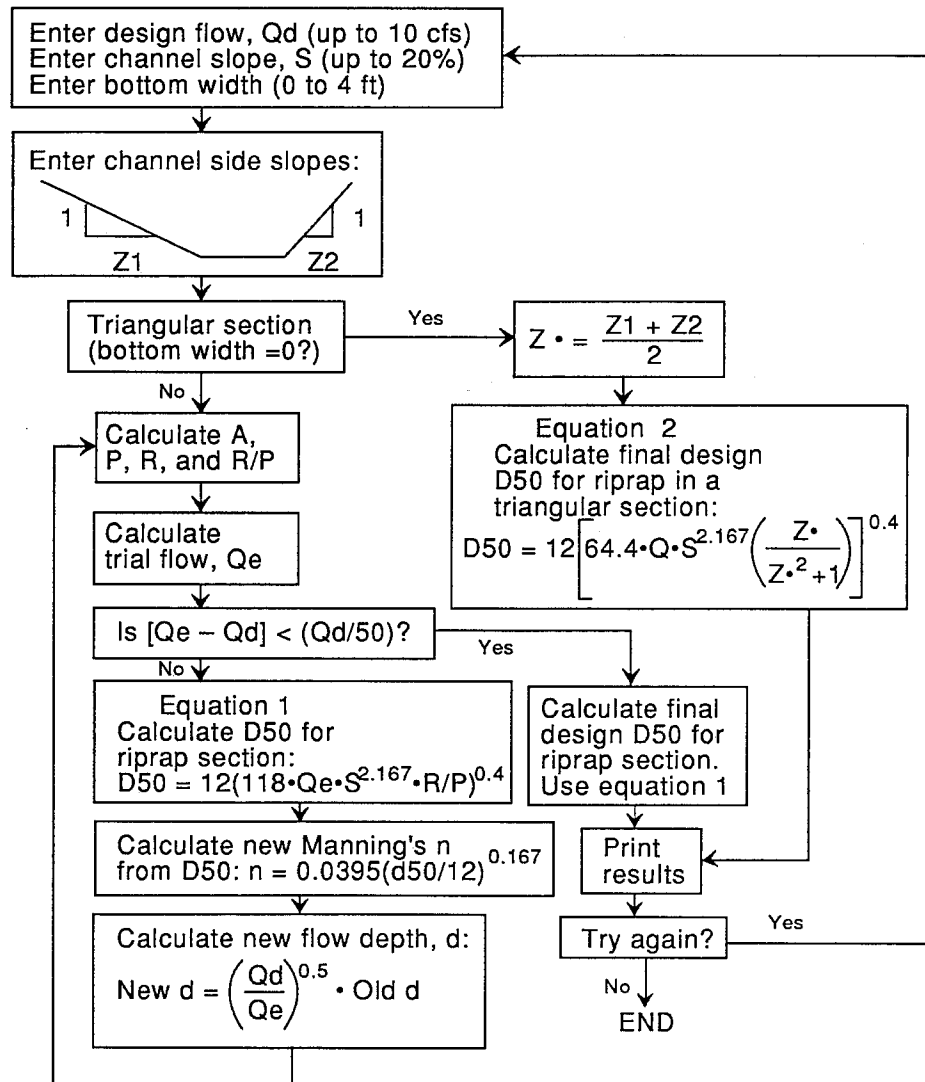 Enter design flow, Qd (up to 10 cfs)
Enter channel slope, S (up to 20%)
Enter bottom width (0 to 4 ft)
Enter channel side slopes:
1
Z1
1
Z2
Triangular section
(bottom width =0?)
Yes
Z • = Z1 + Z2 / 2
No
Calculate A,
P, R, and R/P
Equation 2
Calculate final design
D50 for riprap in a
triangular section:
D50 = 12[64.4•Q•S^2.167 (Z• / Z•^2 +1)]^0.4
Calculate
trial flow, Qe
Is [Qe – Qd] < (Qd/50)?
Yes
No
Equation 1
Calculate D50 for
riprap section:
D50 = 12(118•Qe•S^2.167•R/P)^0.4
Calculate final
design D50 for
riprap section.
Use equation 1
Calculate new Manning's n
from D50: n = 0.0395(d50/12)^0.167
Print
results
Calculate new flow depth, d:
New d = (Qd / Qe)^0.5 • Old d
Try again?
Yes
No
END